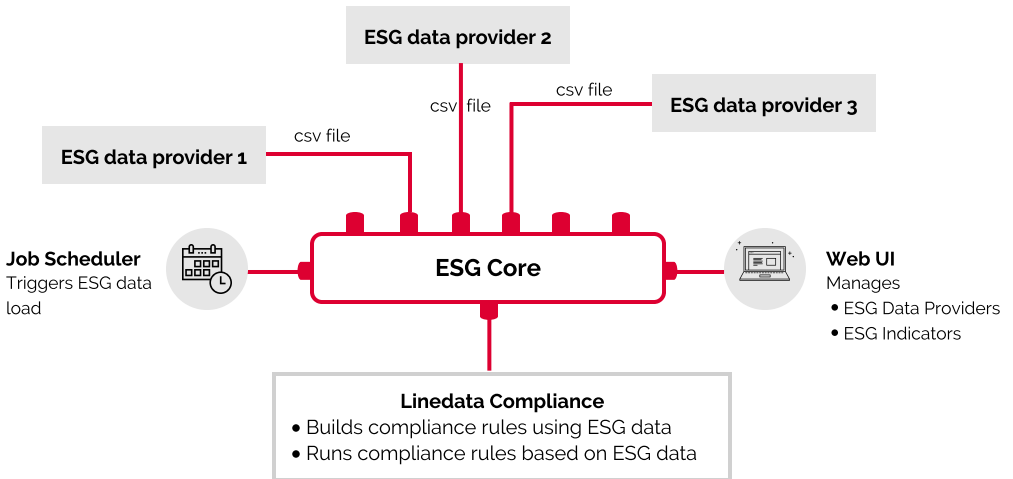 ESG data provider 2
csv file
csv file
ESG data provider 3
csv file
ESG data provider 1
Job Scheduler
Triggers ESG data
load
ESG Core
Web UI
Manages
• ESG Data Providers
• ESG Indicators
Linedata Compliance
• Builds compliance rules using ESG data
• Runs compliance rules based on ESG data